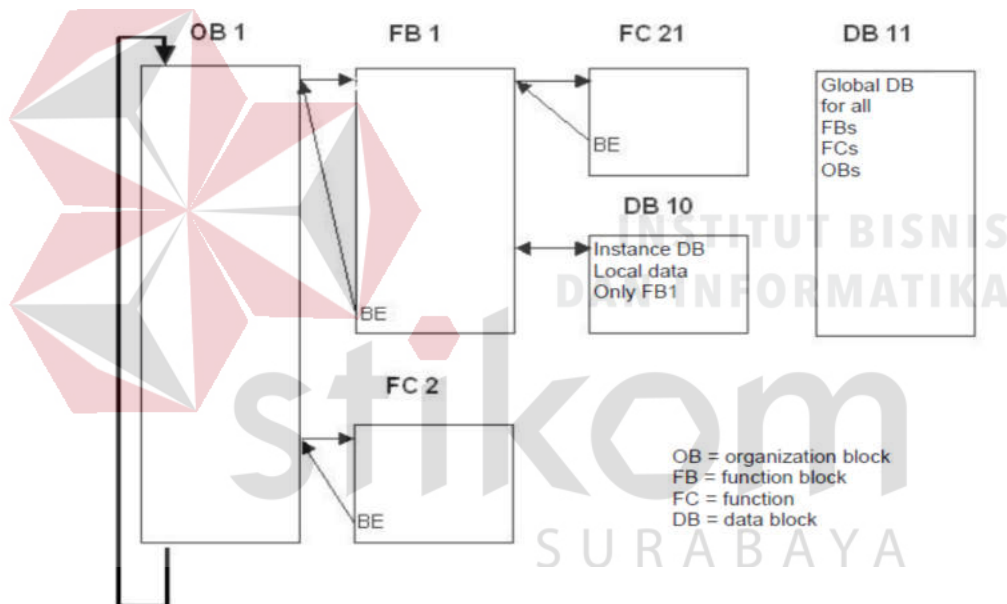 OB 1
FB 1
FC 21
DB 11
Global DB
for all
FBs
FCs
OBs
BE
DB 10
INSTITUT BISNIS
DAN INFORMATIKA
Instance DB
Local data
Only FB1
BE
FC 2
stikom
BE
OB = organization block
FB = function block
FC = function
DB = data block
SURABAYA